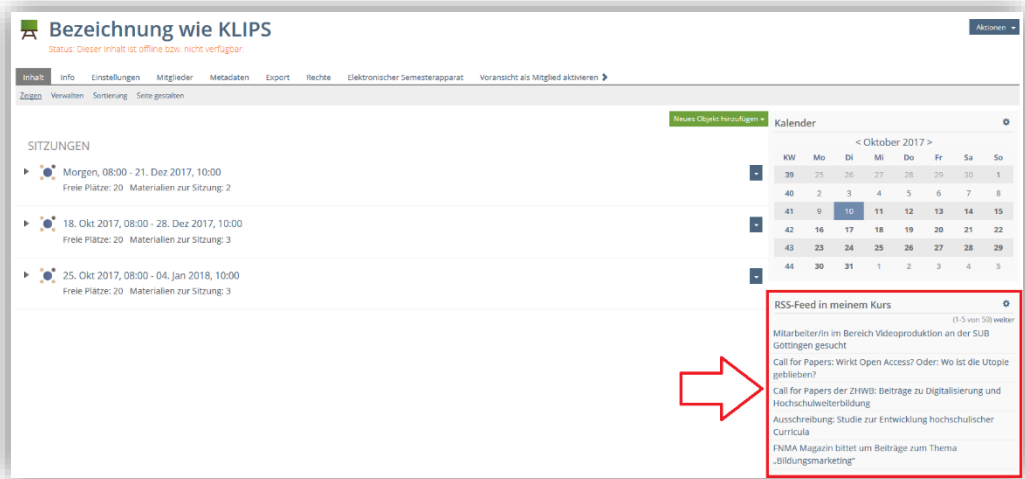 Bezeichnung wie KLIPS
Status: Dieser Inhalt ist offline bzw. nicht verfügbar.
Aktionen
Inhalt Info Einstellungen Mitglieder Metadaten Export Rechte Elektronischer Semesterapparat Voransicht als Mitglied aktivieren
Zeigen Verwalten Sortierung Seite gestalten
Neues Objekt hinzufügen
SITZUNGEN
Morgen, 08:00 - 21. Dez 2017, 10:00
Freie Plätze: 20 Materialien zur Sitzung: 2
18. Okt 2017, 08:00 - 28. Dez 2017, 10:00
Freie Plätze: 20 Materialien zur Sitzung: 3
25. Okt 2017, 08:00 - 04. Jan 2018, 10:00
Freie Plätze: 20 Materialien zur Sitzung: 3
Kalender
< Oktober 2017 >
KW Mo Di Mi Do Fr Sa So
39 25 26 27 28 29 30 1
40 2 3 4 5 6 7 8
41 9 10 11 12 13 14 15
42 16 17 18 19 20 21 22
43 23 24 25 26 27 28 29
44 30 31 1 2 3 4 5
RSS-Feed in meinem Kurs
(1-5 von 50) weiter
Mitarbeiter/in im Bereich Videoproduktion an der SUB
Göttingen gesucht
Call for Papers: Wirkt Open Access? Oder: Wo ist die Utopie
geblieben?
Call for Papers der ZHWB: Beiträge zu Digitalisierung und
Hochschulweiterbildung
Ausschreibung: Studie zur Entwicklung hochschulischer
Curricula
FNMA Magazin bittet um Beiträge zum Thema
„Bildungsmarketing“